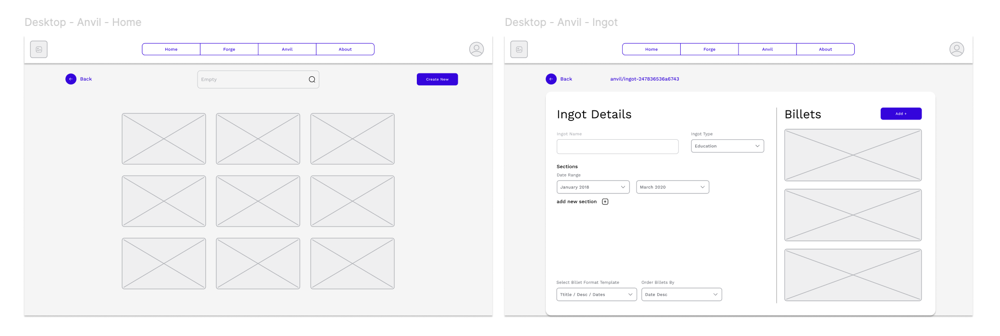 Desktop - Anvil - Home
Home Forge Anvil About
Back
Empty
Create New
Desktop - Anvil - Ingot
Home Forge Anvil About
Back
anvil/ingot-247836536a6743
Ingot Details
Ingot Name
Ingot Type
Education
Sections
Date Range
January 2018
March 2020
add new section
Select Billet Format Template
Order Billets By
Ttitle / Desc / Dates
Date Desc
Billets
Add +